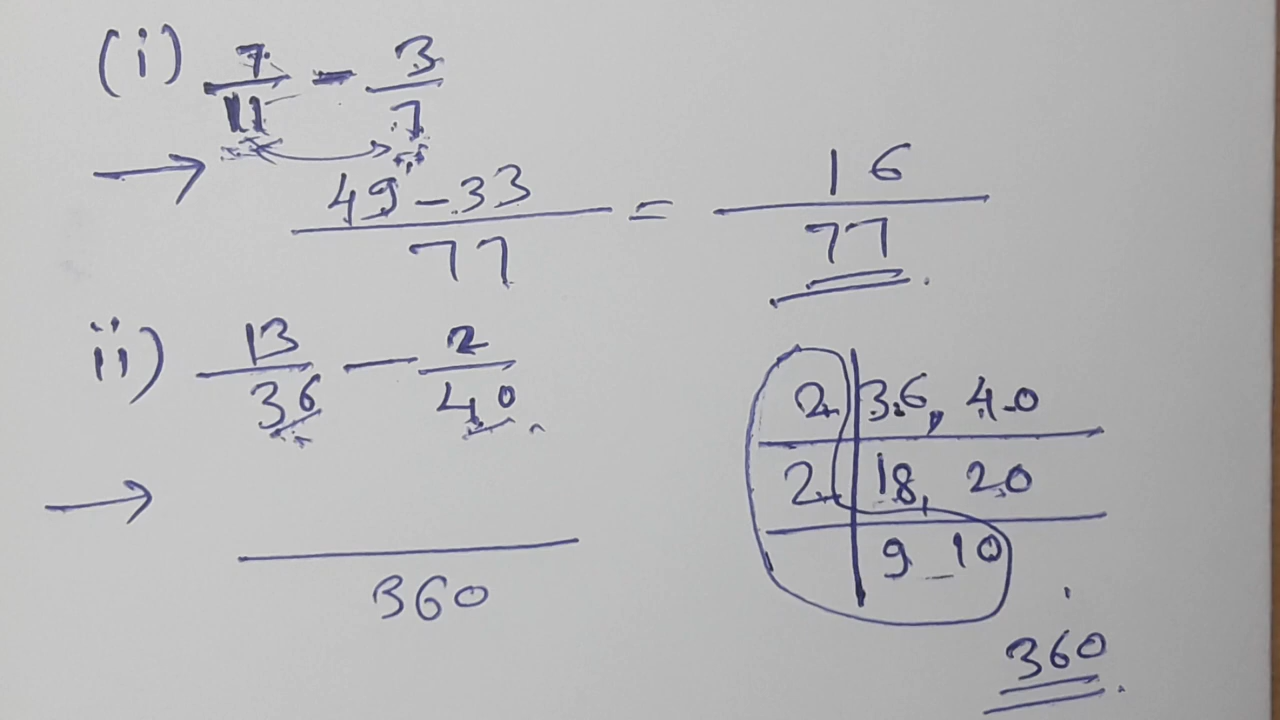 (i) 7/11 - 3/7
→ 49 - 33 / 77 = 16 / 77
ii) 13/36 - 2/40
→ / 360
2 | 36, 40
2 | 18, 20
9 10
360